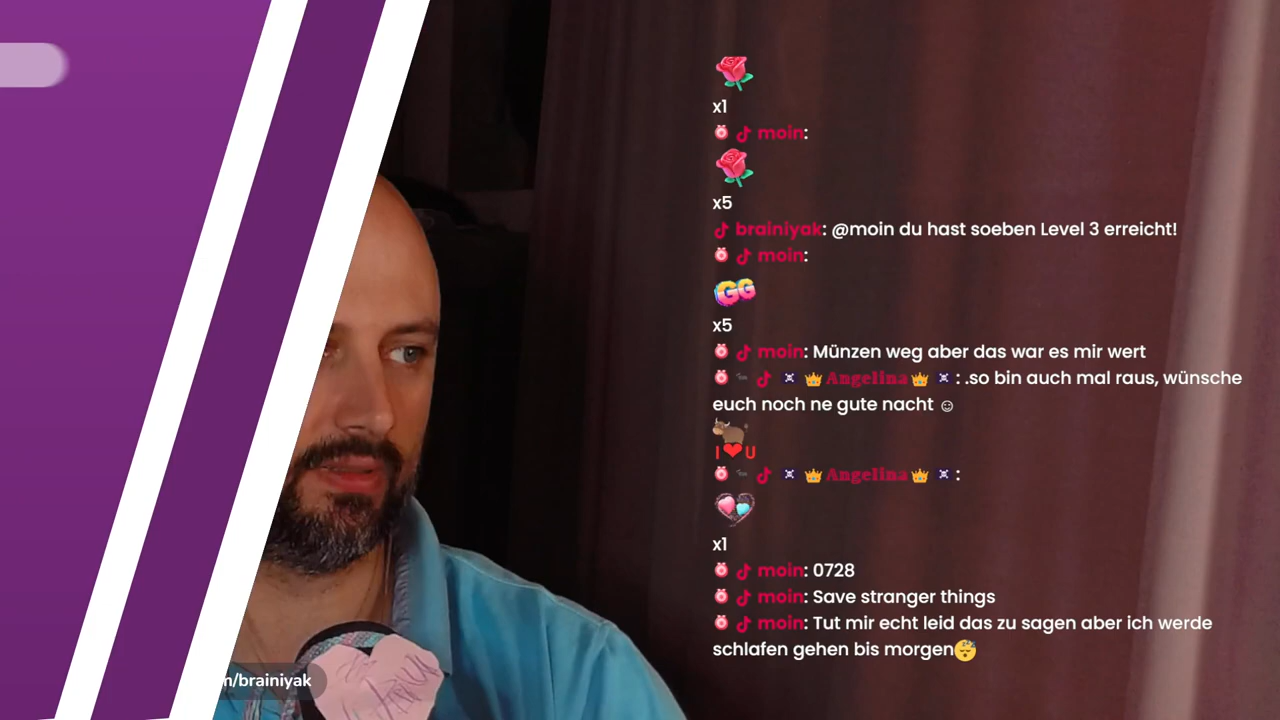 x1
moin:
x5
brainiyak: @moin du hast soeben Level 3 erreicht!
moin:
GG
x5
moin: Münzen weg aber das war es mir wert
Angelina: .so bin auch mal raus, wünsche
euch noch ne gute nacht ☺
I ❤ U
Angelina:
x1
moin: 0728
moin: Save stranger things
moin: Tut mir echt leid das zu sagen aber ich werde
schlafen gehen bis morgen😴
n/brainiyak